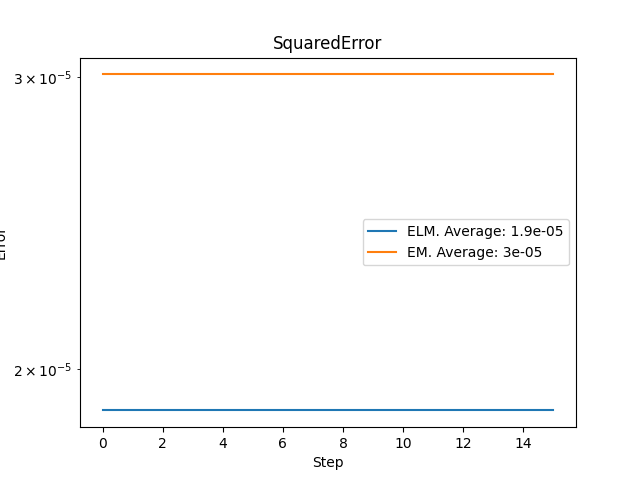 SquaredError
3 × 10⁻⁵
Error
ELM. Average: 1.9e-05
EM. Average: 3e-05
2 × 10⁻⁵
0 2 4 6 8 10 12 14
Step